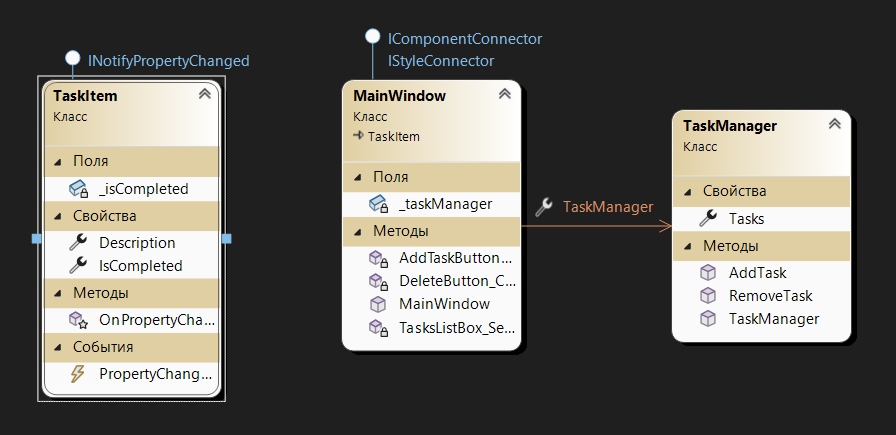 INotifyPropertyChanged
TaskItem
Класс
Поля
_isCompleted
Свойства
Description
IsCompleted
Методы
OnPropertyCha...
События
PropertyChang...
IComponentConnector
IStyleConnector
MainWindow
Класс
TaskItem
Поля
_taskManager
Методы
AddTaskButton...
DeleteButton_C...
MainWindow
TasksListBox_Se...
TaskManager
TaskManager
Класс
Свойства
Tasks
Методы
AddTask
RemoveTask
TaskManager